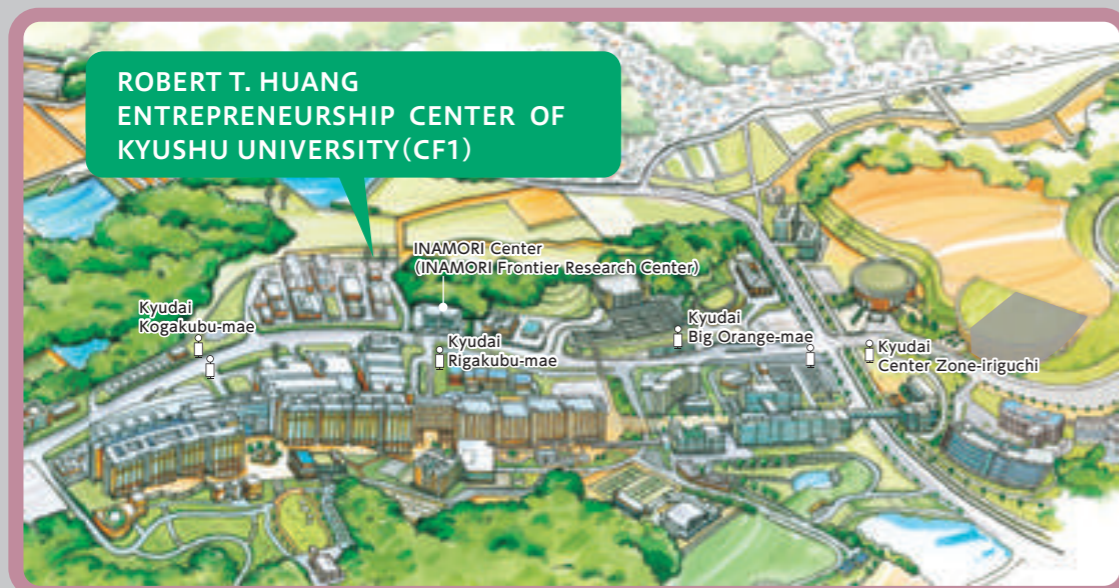 ROBERT T. HUANG
ENTREPRENEURSHIP CENTER OF
KYUSHU UNIVERSITY(CF1)
INAMORI Center
(INAMORI Frontier Research Center)
Kyudai
Kogakubu-mae
Kyudai
Rigakubu-mae
Kyudai
Big Orange-mae
Kyudai
Center Zone-iriguchi